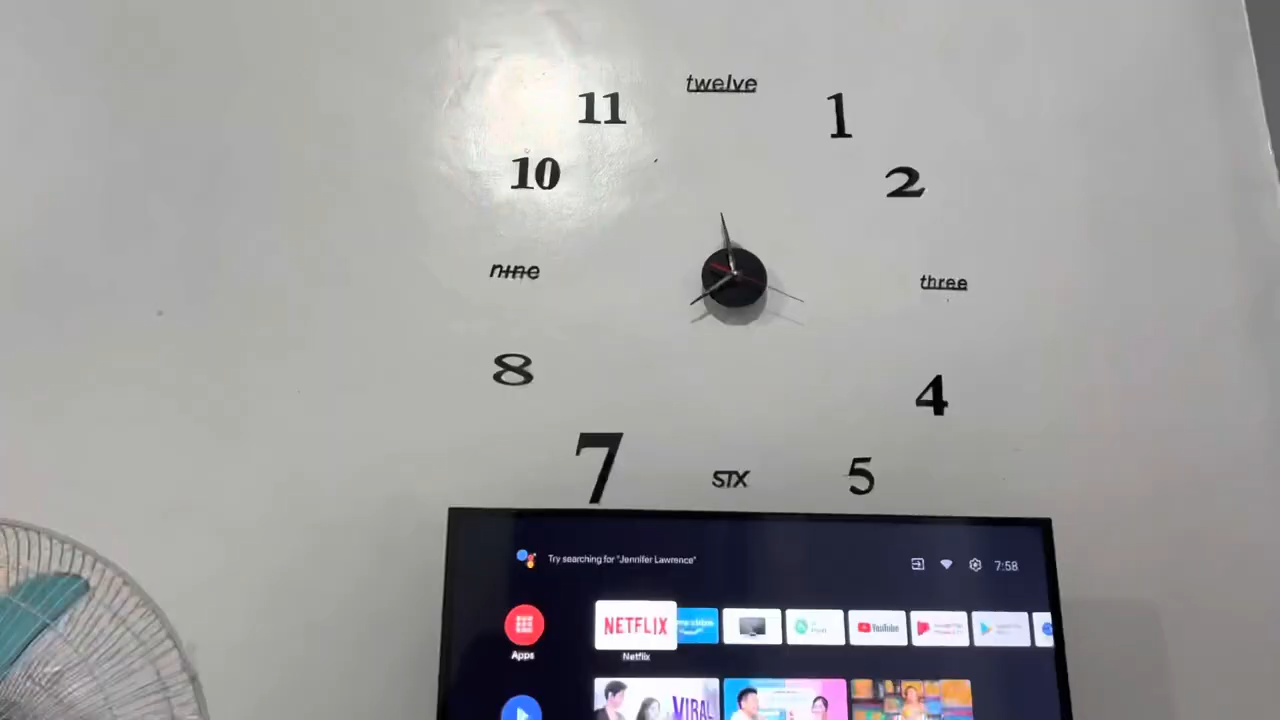 twelve
11
1
10
2
nine
three
8
4
7
SIX
5
Try searching for "Jennifer Lawrence"
7:58
NETFLIX
YouTube
Apps
Netflix
VIRAL